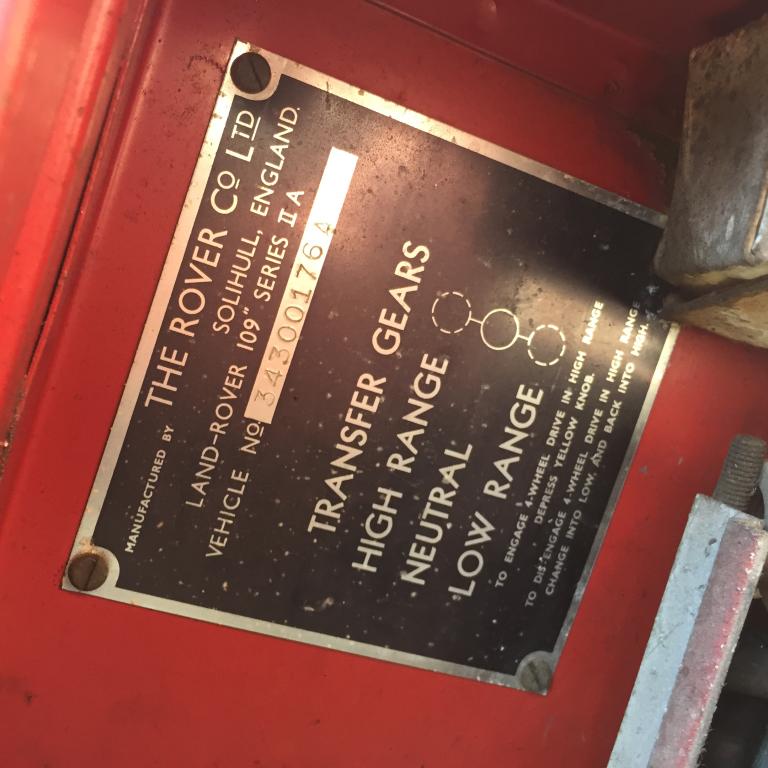 MANUFACTURED BY THE ROVER Cº LTD
SOLIHULL, ENGLAND.
LAND-ROVER 109" SERIES II A
VEHICLE Nº 34300176A
TRANSFER GEARS
HIGH RANGE
NEUTRAL
LOW RANGE
TO ENGAGE 4-WHEEL DRIVE IN HIGH RANGE
DEPRESS YELLOW KNOB.
TO DIS-ENGAGE 4-WHEEL DRIVE IN HIGH RANGE
CHANGE INTO LOW AND BACK INTO HIGH.